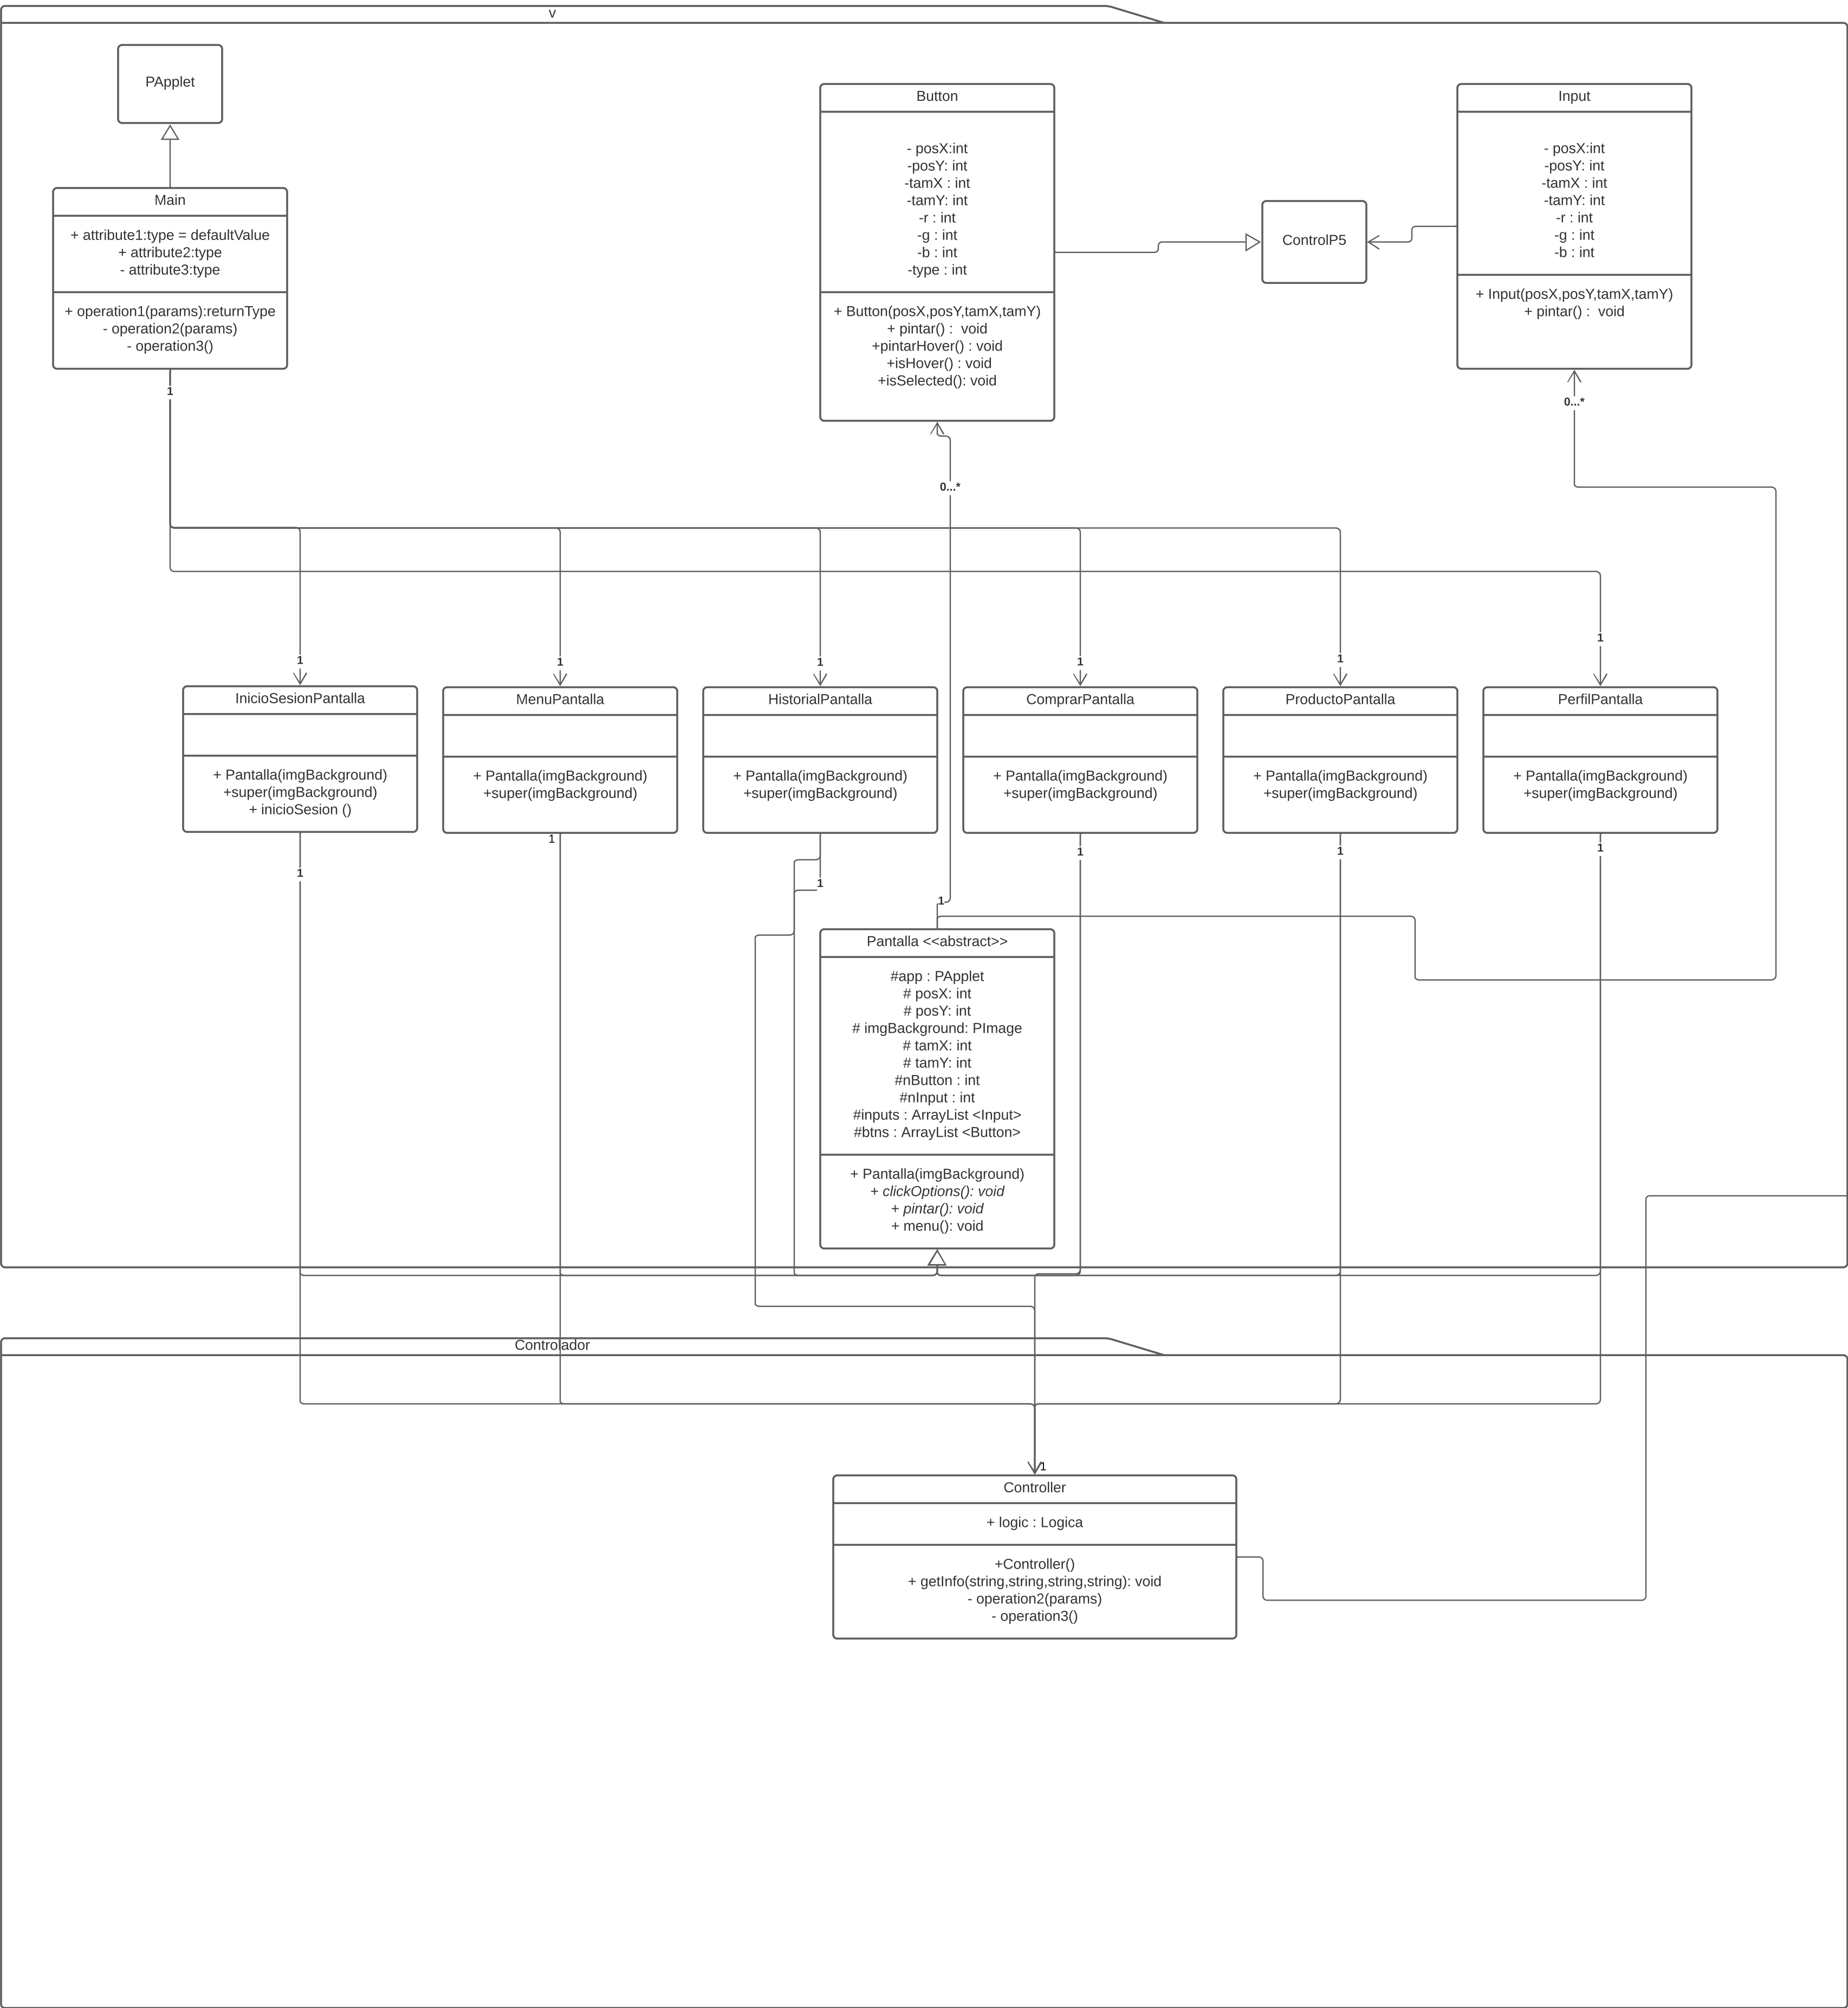 v
PApplet
Main
+ attribute1:type = defaultValue
+ attribute2:type
- attribute3:type
+ operation1(params):returnType
- operation2(params)
- operation3()
1
Button
- posX:int
-posY: int
-tamX : int
-tamY: int
-r : int
-g : int
-b : int
-type : int
+ Button(posX,posY,tamX,tamY)
+ pintar() :  void
+pintarHover() : void
+isHover() : void
+isSelected(): void
0...*
ControlP5
Input
- posX:int
-posY: int
-tamX : int
-tamY: int
-r : int
-g : int
-b : int
+ Input(posX,posY,tamX,tamY)
+ pintar() :  void
0...*
1
InicioSesionPantalla
+ Pantalla(imgBackground)
+super(imgBackground)
+ inicioSesion ()
1
1
MenuPantalla
+ Pantalla(imgBackground)
+super(imgBackground)
1
1
HistorialPantalla
+ Pantalla(imgBackground)
+super(imgBackground)
1
1
ComprarPantalla
+ Pantalla(imgBackground)
+super(imgBackground)
1
1
ProductoPantalla
+ Pantalla(imgBackground)
+super(imgBackground)
1
1
PerfilPantalla
+ Pantalla(imgBackground)
+super(imgBackground)
1
1
Pantalla <<abstract>>
#app : PApplet
# posX: int
# posY: int
# imgBackground: PImage
# tamX: int
# tamY: int
#nButton : int
#nInput : int
#inputs : ArrayList <Input>
#btns : ArrayList <Button>
+ Pantalla(imgBackground)
+ clickOptions(): void
+ pintar(): void
+ menu(): void
Controlador
1
Controller
+ logic : Logica
+Controller()
+ getInfo(string,string,string,string): void
- operation2(params)
- operation3()